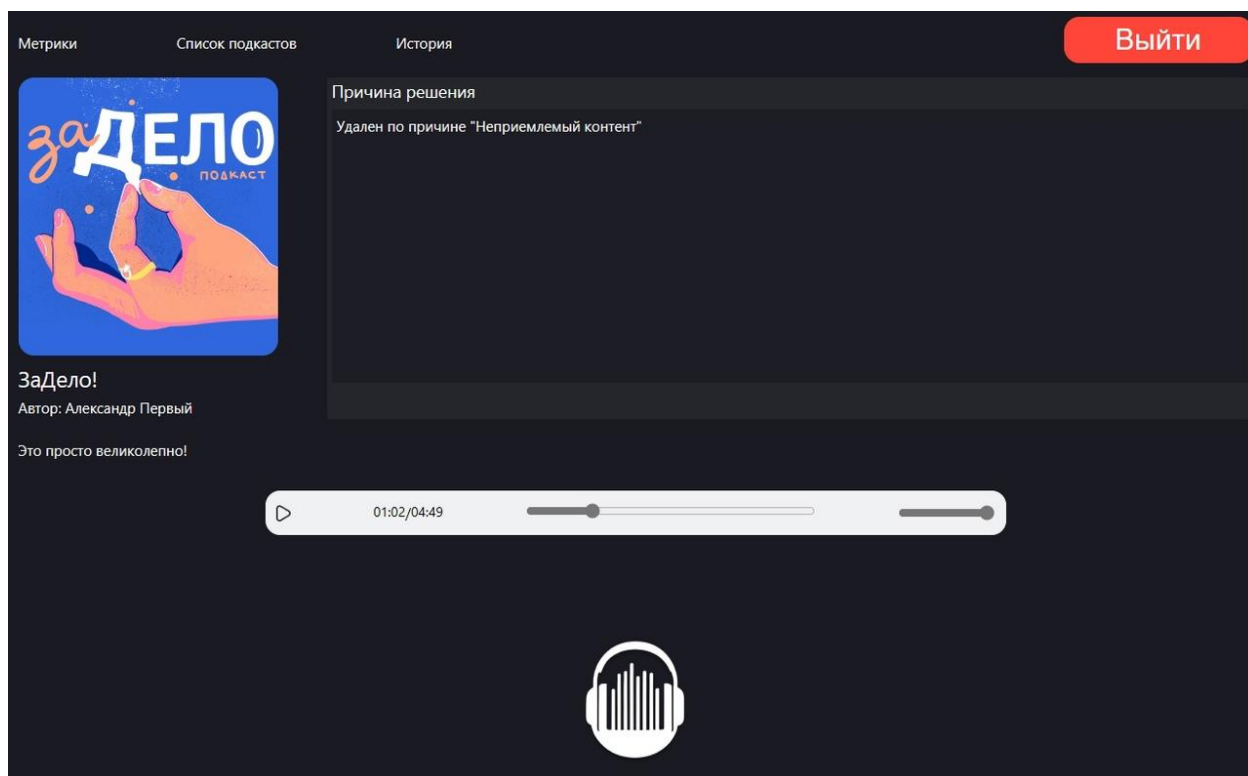 Метрики
Список подкастов
История
Выйти
заДЕЛО
ПОДКАСТ
Причина решения
Удален по причине "Неприемлемый контент"
ЗаДело!
Автор: Александр Первый
Это просто великолепно!
01:02/04:49